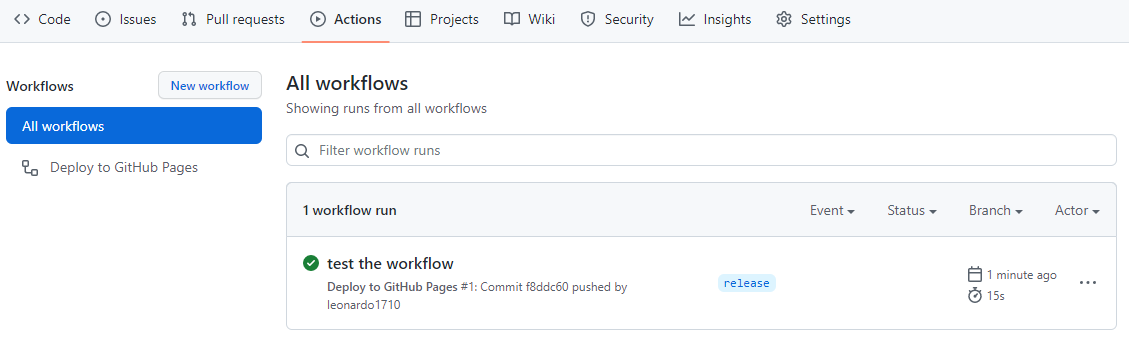 Code Issues Pull requests Actions Projects Wiki Security Insights Settings
Workflows
New workflow
All workflows
Deploy to GitHub Pages
All workflows
Showing runs from all workflows
Filter workflow runs
1 workflow run
Event Status Branch Actor
test the workflow
Deploy to GitHub Pages #1: Commit f8ddc60 pushed by
leonardo1710
release
1 minute ago
15s